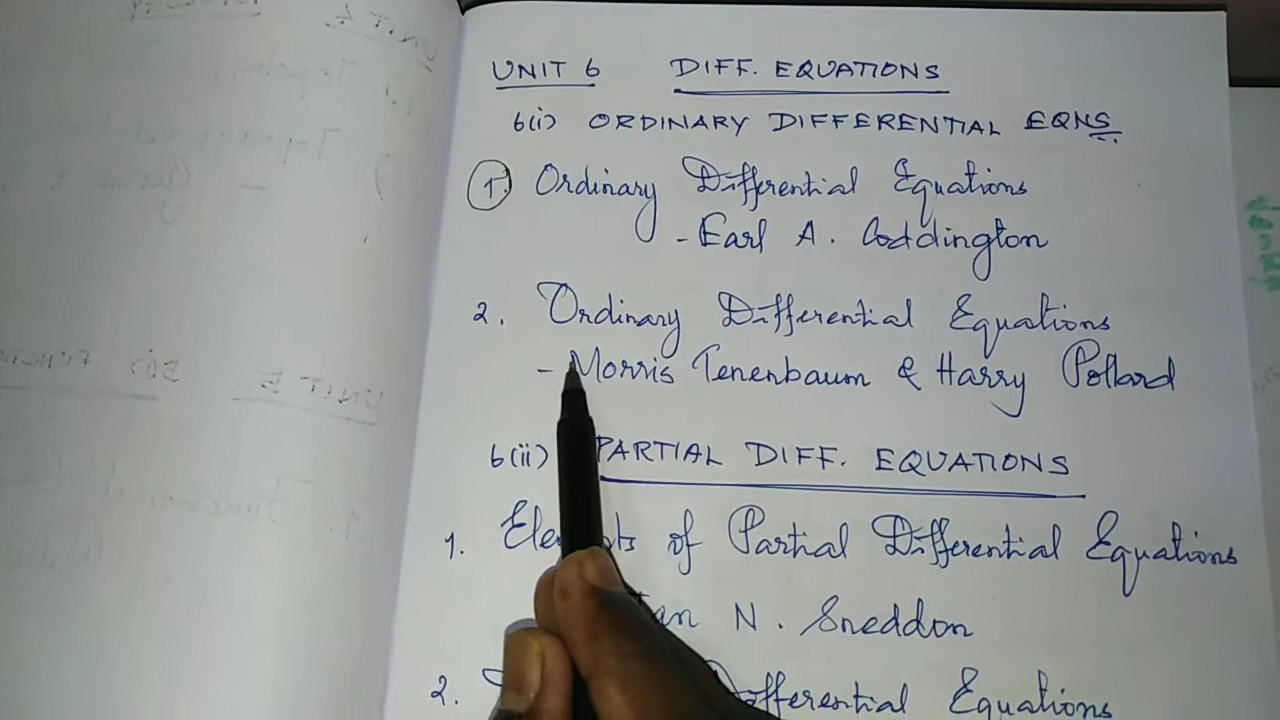 UNIT 6 DIFF. EQUATIONS
6(i) ORDINARY DIFFERENTIAL EQNS.
1. Ordinary Differential Equations
- Earl A. Coddington
2. Ordinary Differential Equations
- Morris Tenenbaum & Harry Pollard
6(ii) PARTIAL DIFF. EQUATIONS
1. Elements of Partial Differential Equations
N. Sneddon
2. Differential Equations